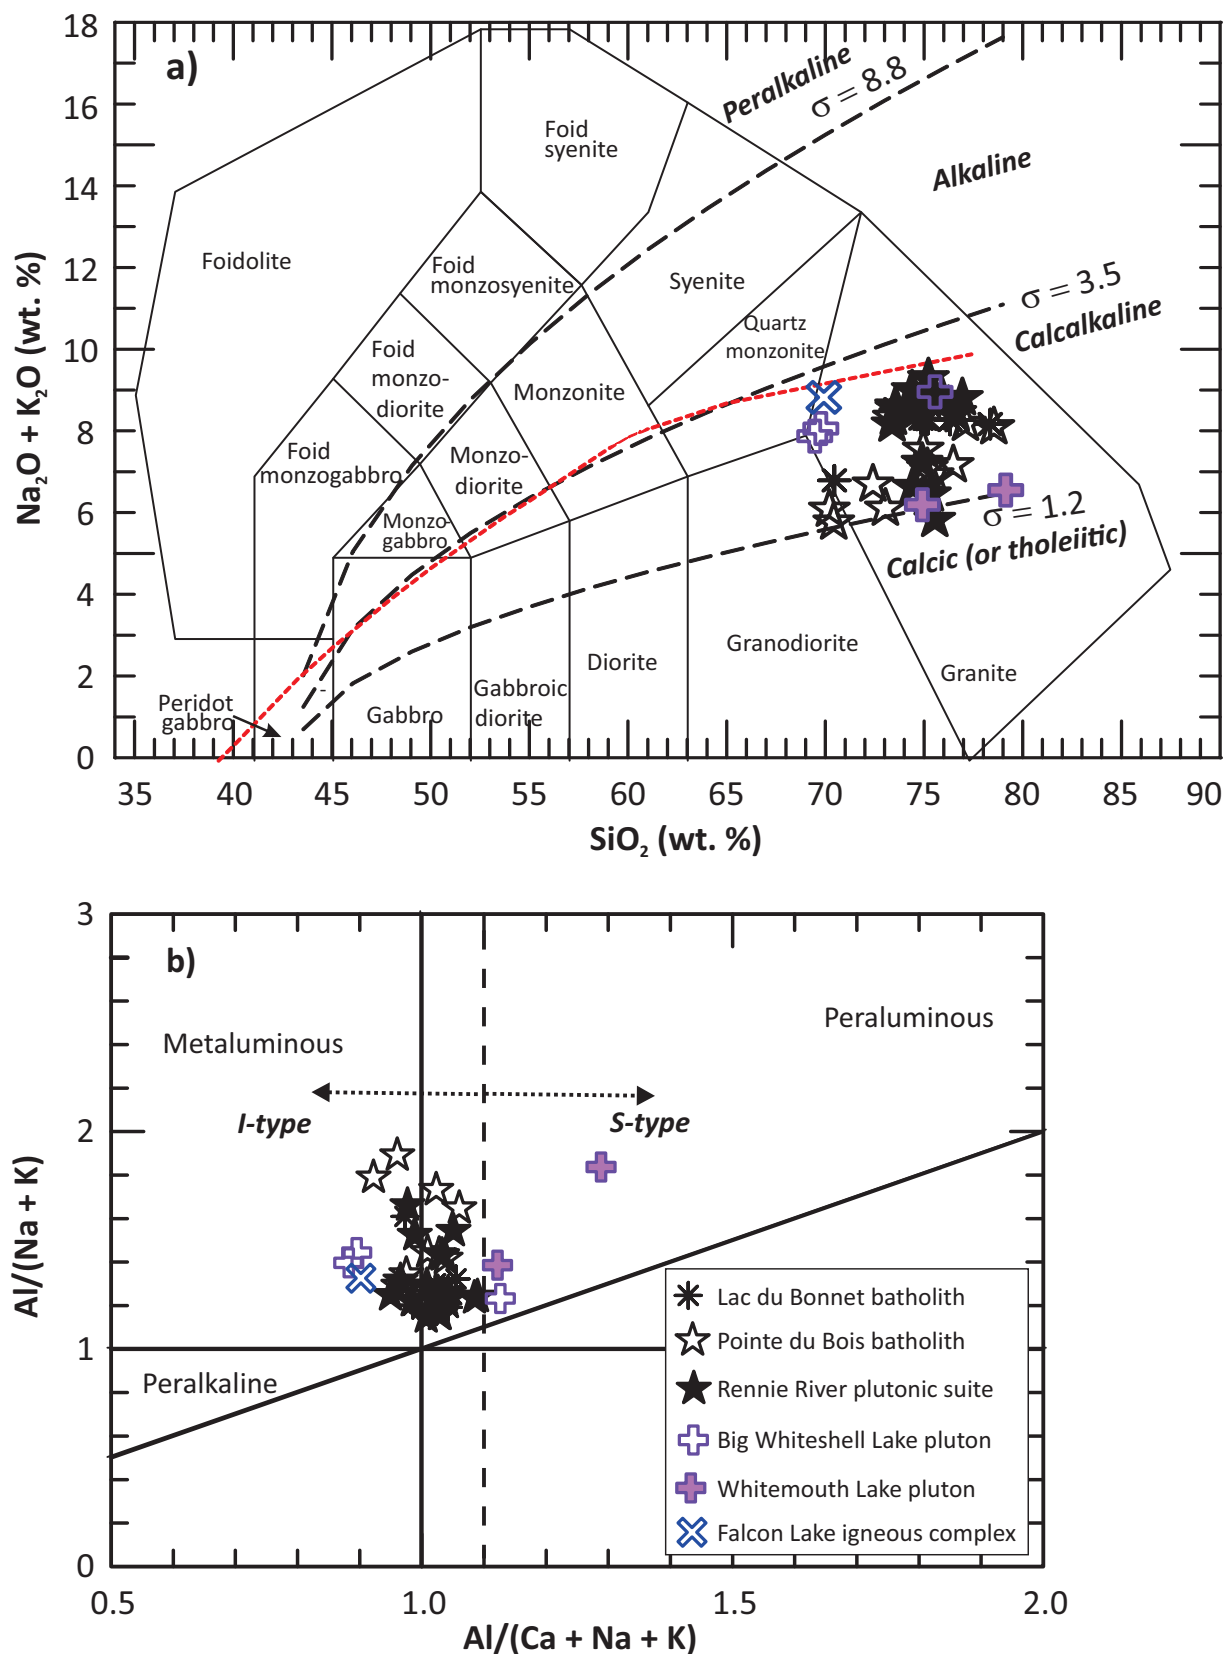 a)
18
16
14
12
10
8
6
4
2
0
Na2O + K2O (wt. %)
Peralkaline
σ = 8.8
Alkaline
σ = 3.5
Calcalkaline
σ = 1.2
Calcic (or tholeiitic)
Foid
syenite
Foidolite
Foid
monzosyenite
Syenite
Quartz
monzonite
Foid
monzo-
diorite
Monzonite
Foid
monzogabbro
Monzo-
diorite
Monzo-
gabbro
Peridot
gabbro
Gabbro
Gabbroic
diorite
Diorite
Granodiorite
Granite
35 40 45 50 52 60 62 70 75 80 85 90
SiO2 (wt. %)
b)
3
2
1
0
Al/(Na + K)
Metaluminous
Peraluminous
I-type
S-type
Peralkaline
Lac du Bonnet batholith
Pointe du Bois batholith
Rennie River plutonic suite
Big Whiteshell Lake pluton
Whitemouth Lake pluton
Falcon Lake igneous complex
0.5 1.0 1.5 2.0
Al/(Ca + Na + K)